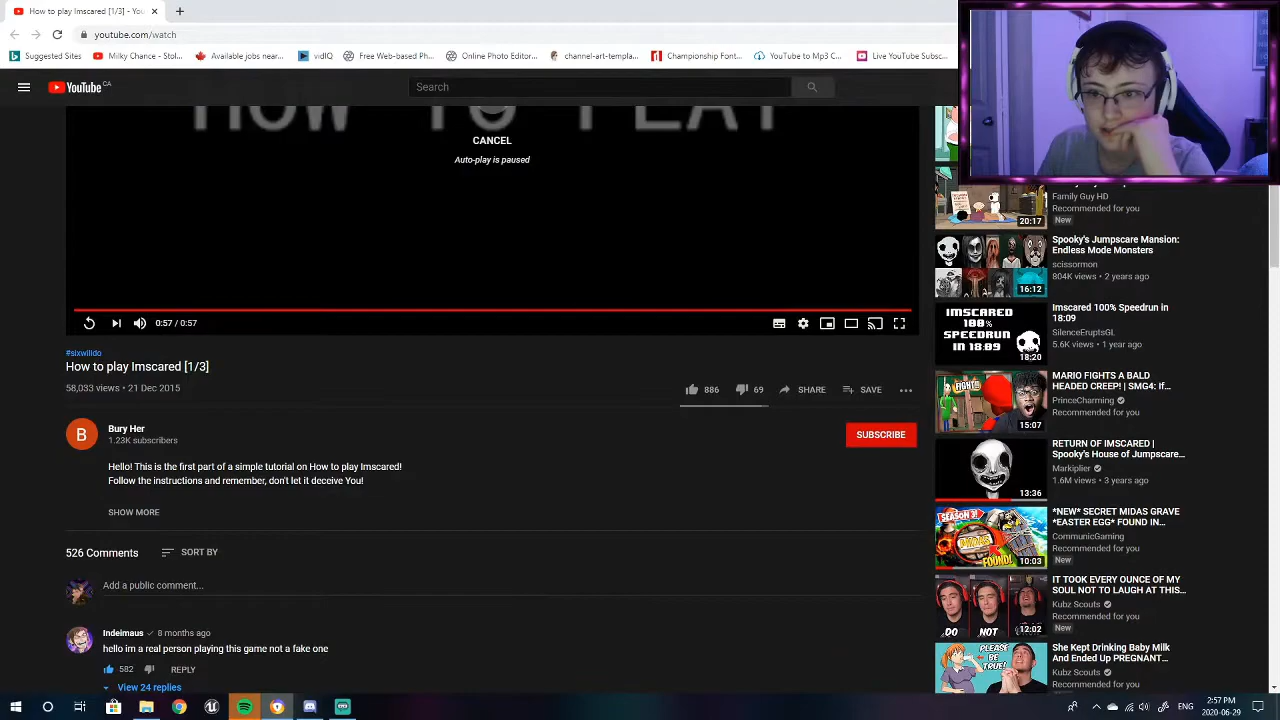 How to play Imscared [1/3]
youtube.com/watch
Suggested Sites
Milky Chance - Stol...
Available jobs near...
vidIQ
Free Web-based Ph...
Online Photo Editor...
channel-art-templa...
Championship Font...
YouTube to Mp3 C...
Live YouTube Subsc...
YouTube CA
Search
HOW TO PLAY
CANCEL
Auto-play is paused
0:57 / 0:57
#sixwilldo
How to play Imscared [1/3]
58,033 views • 21 Dec 2015
886
69
SHARE
SAVE
B
Bury Her
1.23K subscribers
SUBSCRIBE
Hello! This is the first part of a simple tutorial on How to play Imscared!
Follow the instructions and remember, don't let it deceive You!
SHOW MORE
526 Comments
SORT BY
Add a public comment...
Indeimaus
8 months ago
hello im a real person playing this game not a fake one
582
REPLY
View 24 replies
Family Guy HD
Recommended for you
New
20:17
Spooky's Jumpscare Mansion:
Endless Mode Monsters
scissormon
804K views • 2 years ago
16:12
IMSCARED
100%
SPEEDRUN
IN 18:09
18:20
Imscared 100% Speedrun in
18:09
SilenceEruptsGL
5.6K views • 1 year ago
FIGHT!
15:07
MARIO FIGHTS A BALD
HEADED CREEP! | SMG4: If...
PrinceCharming
Recommended for you
13:36
RETURN OF IMSCARED |
Spooky's House of Jumpscare...
Markiplier
1.6M views • 3 years ago
SEASON 3!
FOUND!
10:03
*NEW* SECRET MIDAS GRAVE
*EASTER EGG* FOUND IN...
CommunicGaming
Recommended for you
New
DO
NOT
12:02
IT TOOK EVERY OUNCE OF MY
SOUL NOT TO LAUGH AT THIS...
Kubz Scouts
Recommended for you
New
PLEASE
BE
TRUE!
She Kept Drinking Baby Milk
And Ended Up PREGNANT...
Kubz Scouts
Recommended for you
ENG
2:57 PM
2020-06-29